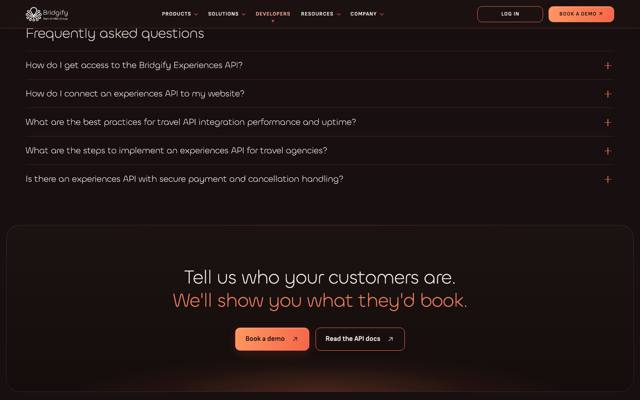 Bridgify
PRODUCTS
SOLUTIONS
DEVELOPERS
RESOURCES
COMPANY
LOG IN
BOOK A DEMO ↗
Frequently asked questions
How do I get access to the Bridgify Experiences API?
How do I connect an experiences API to my website?
What are the best practices for travel API integration performance and uptime?
What are the steps to implement an experiences API for travel agencies?
Is there an experiences API with secure payment and cancellation handling?
Tell us who your customers are.
We'll show you what they'd book.
Book a demo ↗
Read the API docs ↗